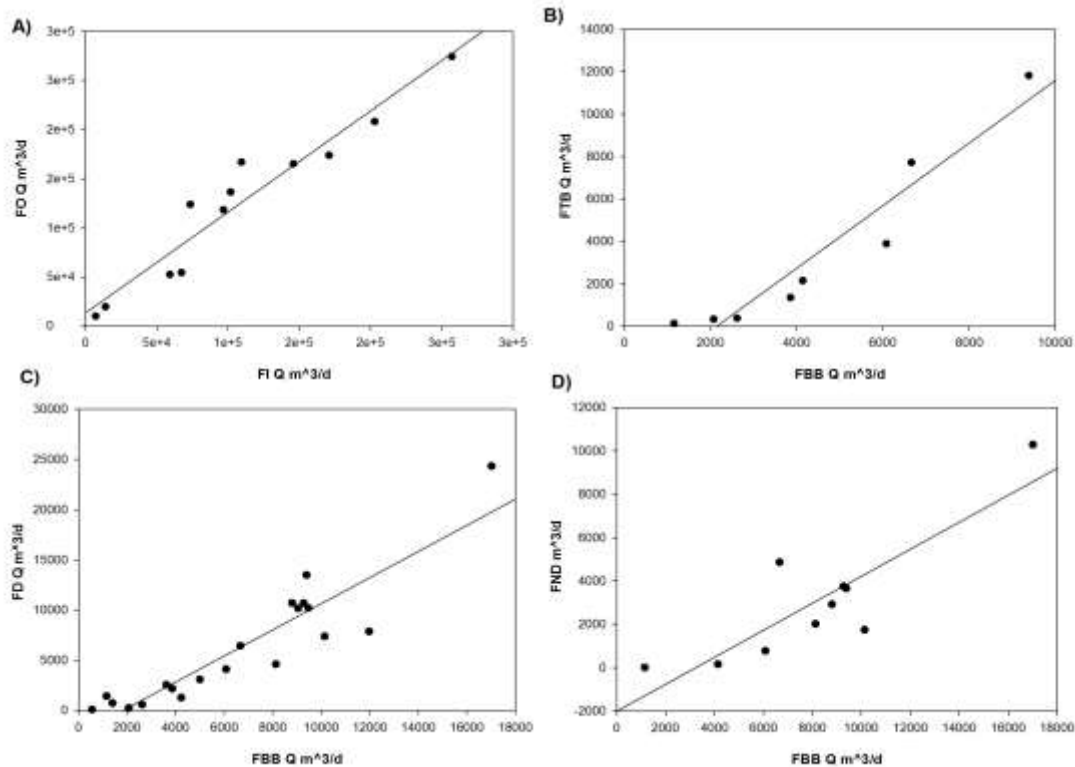 A)
FO Q m^3/d
3e+5
3e+5
2e+5
2e+5
1e+5
5e+4
0
0 5e+4 1e+5 2e+5 2e+5 3e+5 3e+5
FI Q m^3/d
B)
FTB Q m^3/d
14000
12000
10000
8000
6000
4000
2000
0
0 2000 4000 6000 8000 10000
FBB Q m^3/d
C)
FD Q m^3/d
30000
25000
20000
15000
10000
5000
0
0 2000 4000 6000 8000 10000 12000 14000 16000 18000
FBB Q m^3/d
D)
FND m^3/d
12000
10000
8000
6000
4000
2000
0
-2000
0 2000 4000 6000 8000 10000 12000 14000 16000 18000
FBB Q m^3/d